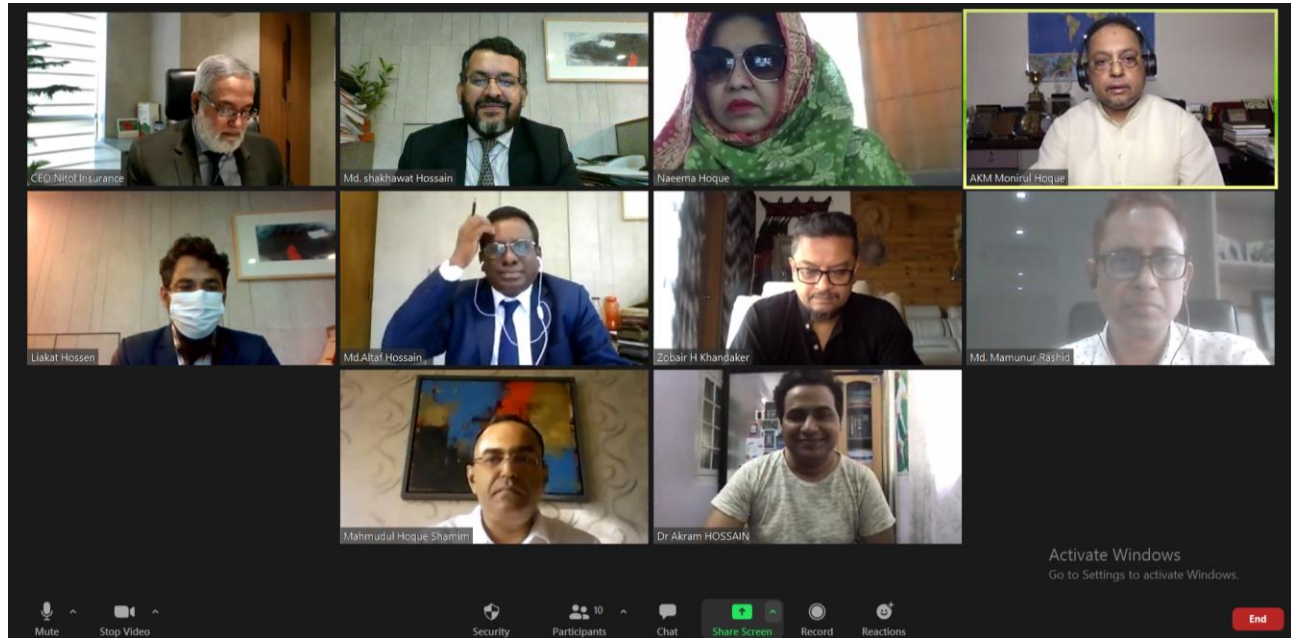 CEO Nitol Insurance
Md. shakhawat Hossain
Naeema Hoque
AKM Monirul Hoque
Liakat Hossen
Md.Altaf Hossain
Zobair H Khandaker
Md. Mamunur Rashid
Mahmudul Hoque Shamim
Dr Akram HOSSAIN
Activate Windows
Go to Settings to activate Windows.
Mute
Stop Video
Security
Participants
10
Chat
Share Screen
Record
Reactions
End